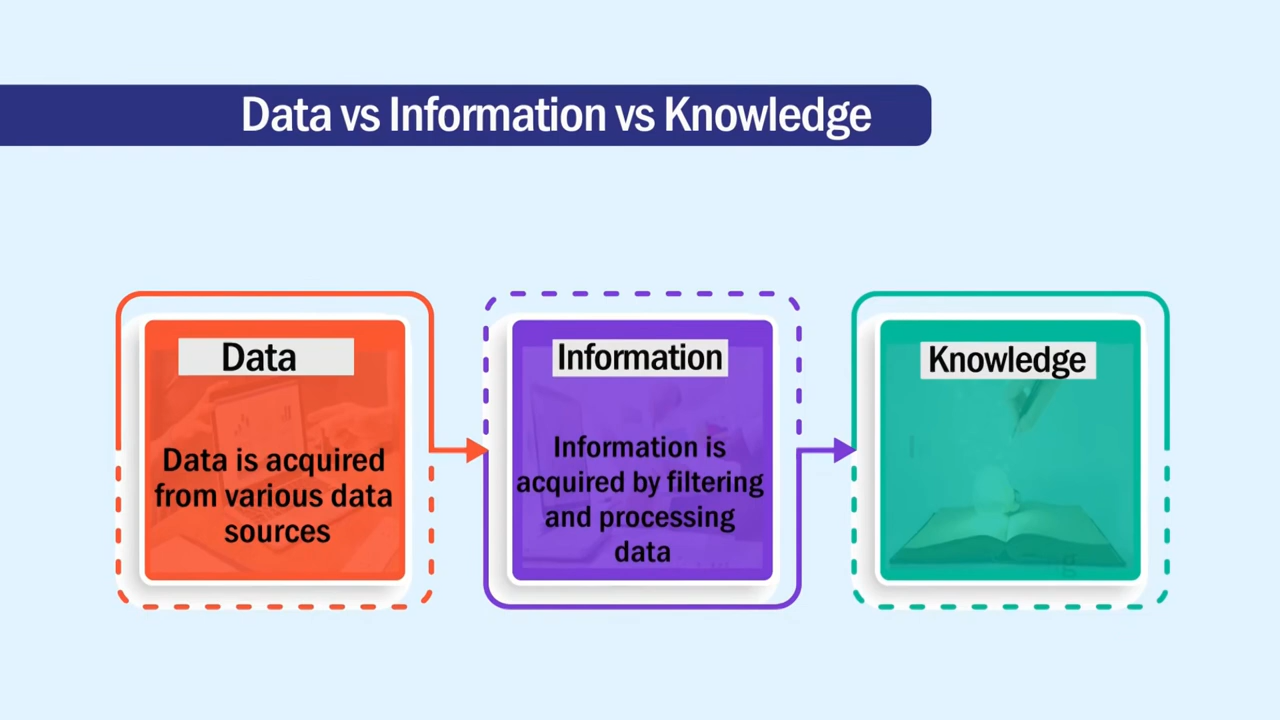 Data vs Information vs Knowledge
Data
Data is acquired
from various data
sources
Information
Information is
acquired by filtering
and processing
data
Knowledge